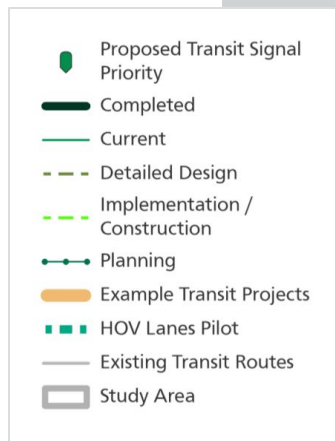 Proposed Transit Signal
Priority
Completed
Current
Detailed Design
Implementation /
Construction
Planning
Example Transit Projects
HOV Lanes Pilot
Existing Transit Routes
Study Area